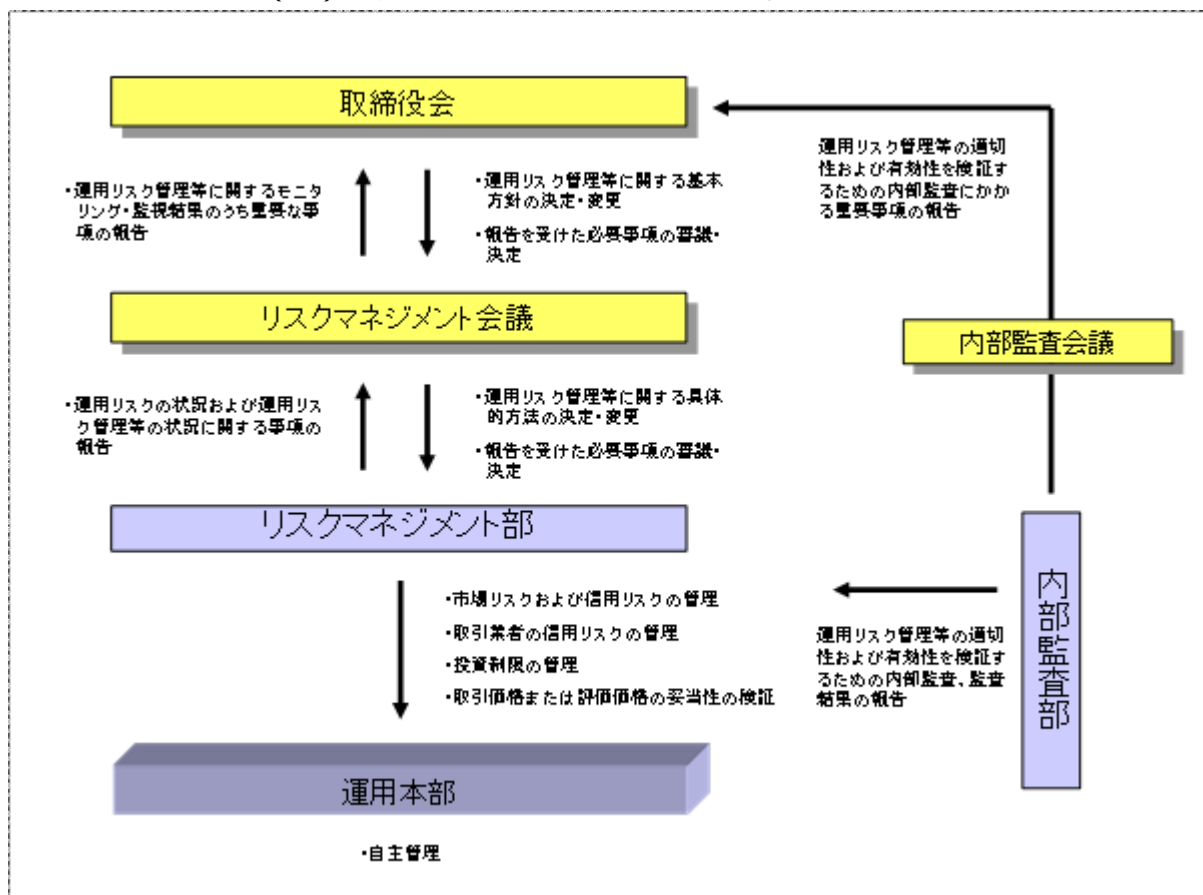 取締役会
運用リスク管理等の適切
性および有効性を検証す
るための内部監査にかか
る重要事項の報告
・運用リスク管理等に関するモニタ
リング・監視結果のうち重要な事
項の報告
・運用リスク管理等に関する基本
方針の決定・変更
・報告を受けた必要事項の審議・
決定
リスクマネジメント会議
内部監査会議
・運用リスクの状況および運用リス
ク管理等の状況に関する事項の
報告
・運用リスク管理等に関する具体
的方法の決定・変更
・報告を受けた必要事項の審議・
決定
リスクマネジメント部
内部監査部
・市場リスクおよび信用リスクの管理
・取引業者の信用リスクの管理
・投資制限の管理
・取引価格または評価価格の妥当性の検証
運用リスク管理等の適切
性および有効性を検証す
るための内部監査、監査
結果の報告
運用本部
・自主管理